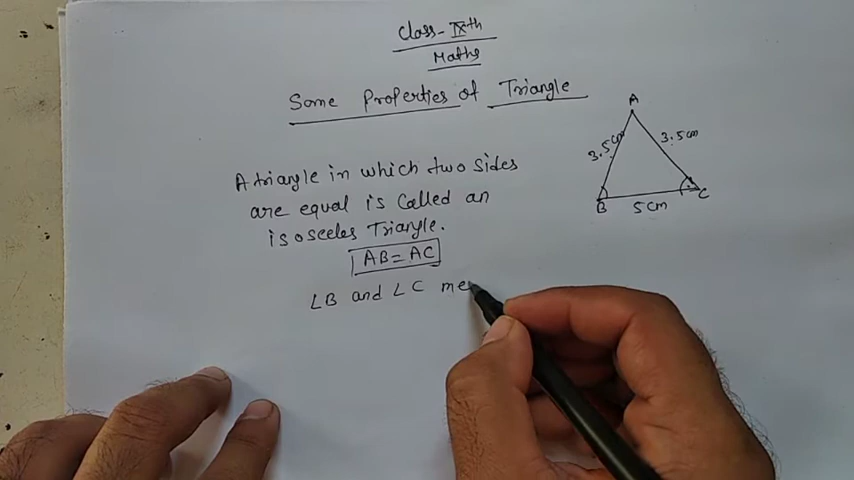 Class-IXth
Maths
Some Properties of Triangle
A triangle in which two sides
are equal is called an
isosceles Triangle.
AB = AC
∠B and ∠C me
A
3.5cm
3.5cm
B
5cm
C